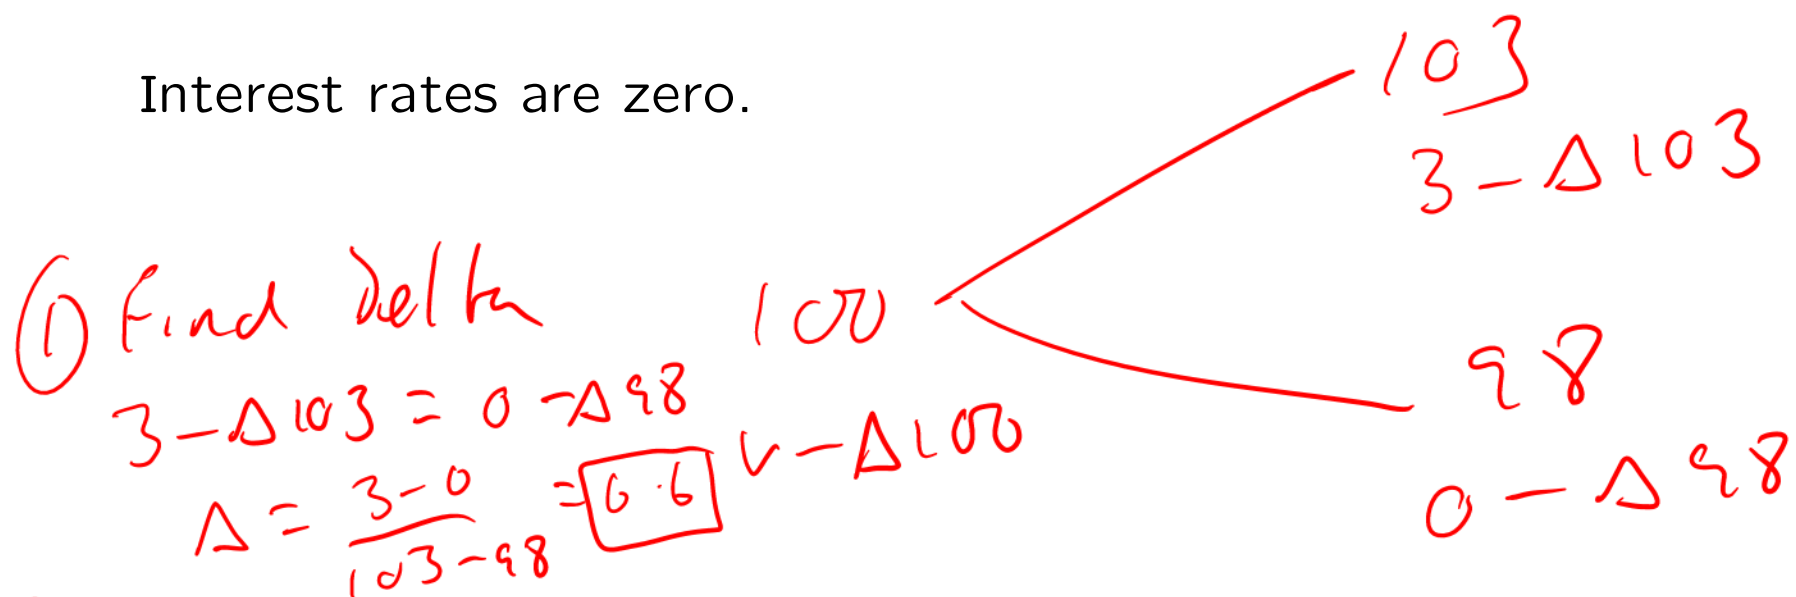 Interest rates are zero.
103
3 - Δ103
① Find Delta
100
3 - Δ103 = 0 - Δ98
98
V - Δ100
0 - Δ98
Δ = 3 - 0 / 103 - 98 = 0.6